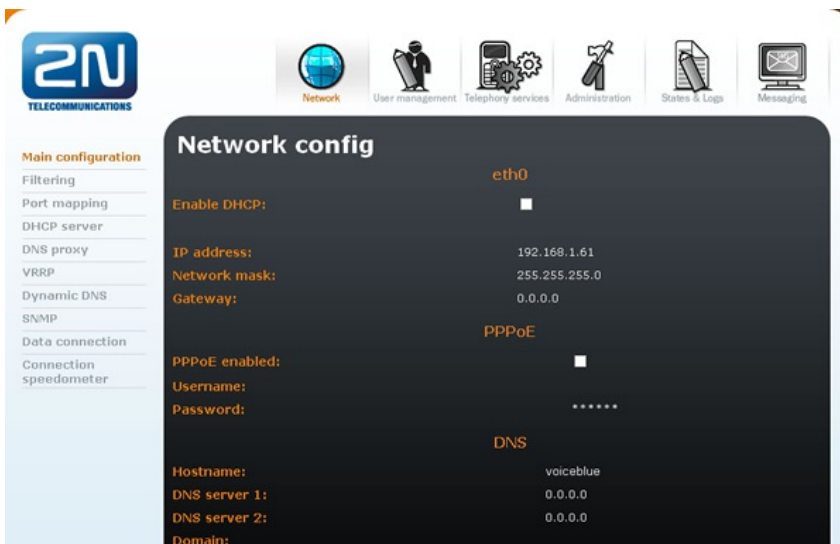 2N
TELECOMMUNICATIONS
Network
User management
Telephony services
Administration
States & Logs
Messaging
Main configuration
Filtering
Port mapping
DHCP server
DNS proxy
VRRP
Dynamic DNS
SNMP
Data connection
Connection
speedometer
Network config
eth0
Enable DHCP:
IP address: 192.168.1.61
Network mask: 255.255.255.0
Gateway: 0.0.0.0
PPPoE
PPPoE enabled:
Username:
Password: ******
DNS
Hostname: voiceblue
DNS server 1: 0.0.0.0
DNS server 2: 0.0.0.0
Domain: